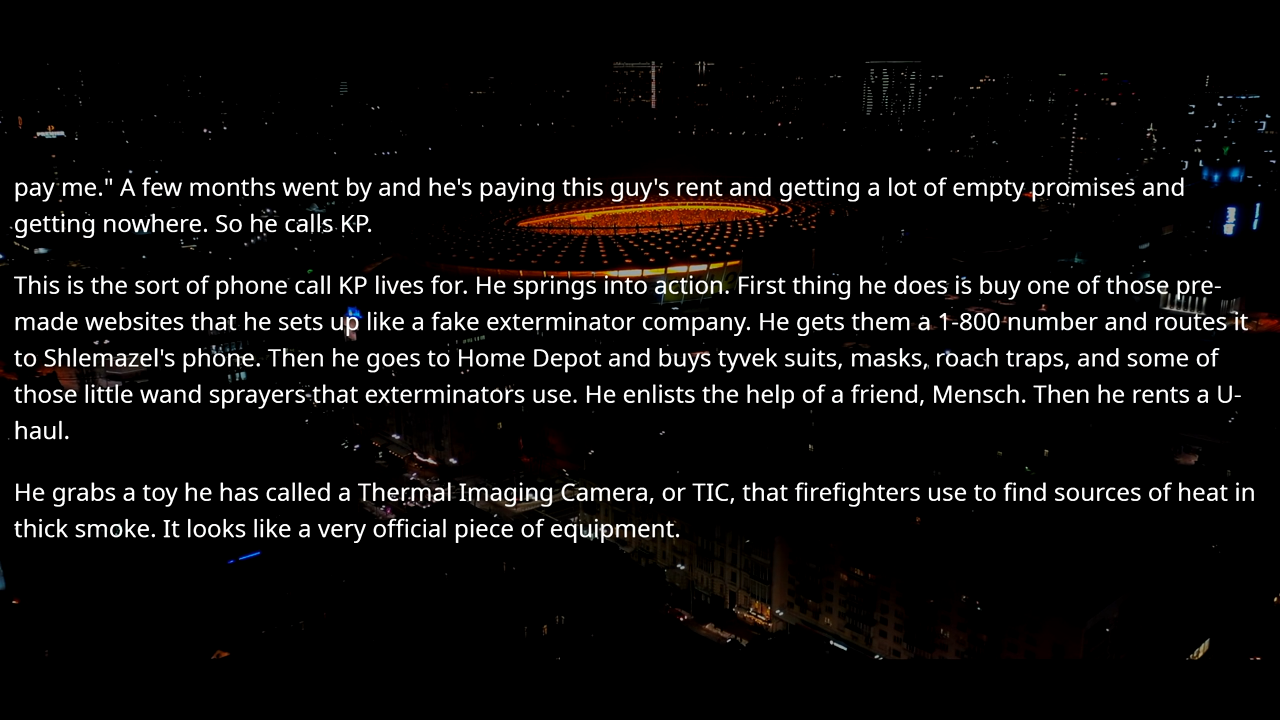 pay me." A few months went by and he's paying this guy's rent and getting a lot of empty promises and
getting nowhere. So he calls KP.
This is the sort of phone call KP lives for. He springs into action. First thing he does is buy one of those pre-
made websites that he sets up like a fake exterminator company. He gets them a 1-800 number and routes it
to Shlemazel's phone. Then he goes to Home Depot and buys tyvek suits, masks, roach traps, and some of
those little wand sprayers that exterminators use. He enlists the help of a friend, Mensch. Then he rents a U-
haul.
He grabs a toy he has called a Thermal Imaging Camera, or TIC, that firefighters use to find sources of heat in
thick smoke. It looks like a very official piece of equipment.